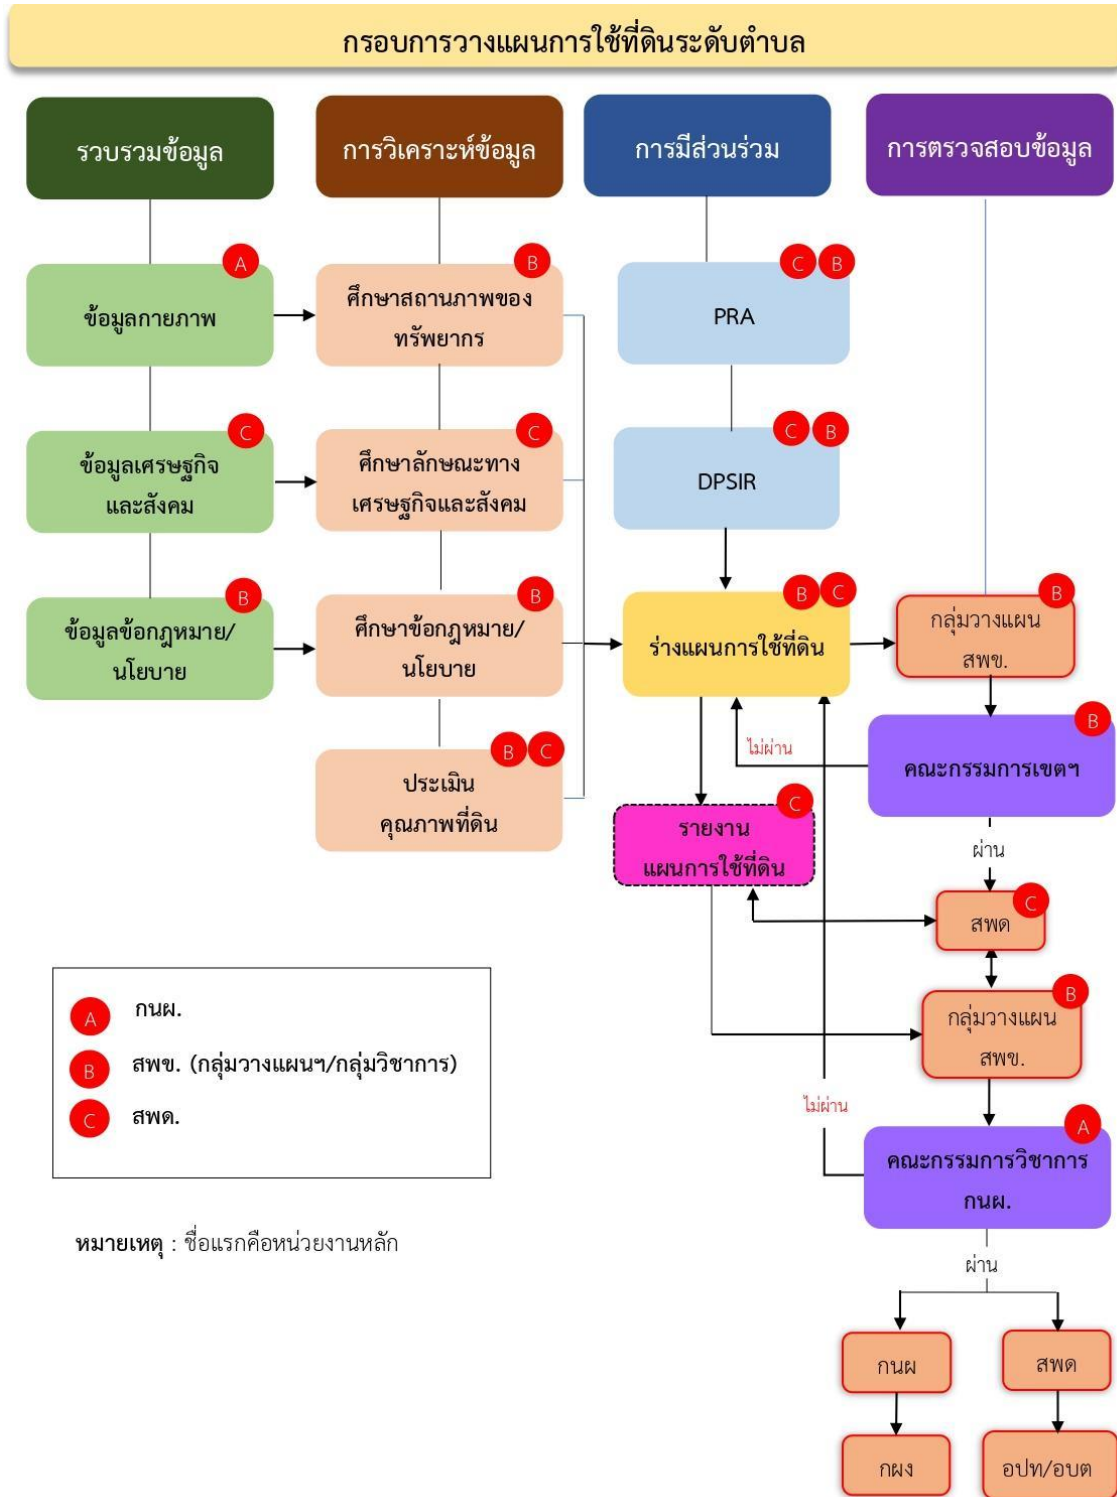 กรอบการวางแผนการใช้ที่ดินระดับตำบล
รวบรวมข้อมูล
การวิเคราะห์ข้อมูล
การมีส่วนร่วม
การตรวจสอบข้อมูล
A
ข้อมูลกายภาพ
B
ศึกษาสถานภาพของ
ทรัพยากร
C B
PRA
C
ข้อมูลเศรษฐกิจ
และสังคม
C
ศึกษาลักษณะทาง
เศรษฐกิจและสังคม
C B
DPSIR
B
ข้อมูลข้อกฎหมาย/
นโยบาย
B
ศึกษาข้อกฎหมาย/
นโยบาย
B C
ร่างแผนการใช้ที่ดิน
B
กลุ่มวางแผน
สพข.
B C
ประเมิน
คุณภาพที่ดิน
ไม่ผ่าน
B
คณะกรรมการเขตฯ
C
รายงาน
แผนการใช้ที่ดิน
ผ่าน
C
สพด
B
กลุ่มวางแผน
สพข.
A กนผ.
B สพข. (กลุ่มวางแผนฯ/กลุ่มวิชาการ)
C สพด.
ไม่ผ่าน
A
คณะกรรมการวิชาการ
กนผ.
หมายเหตุ : ชื่อแรกคือหน่วยงานหลัก
ผ่าน
กนผ
สพด
กผง
อปท/อบต